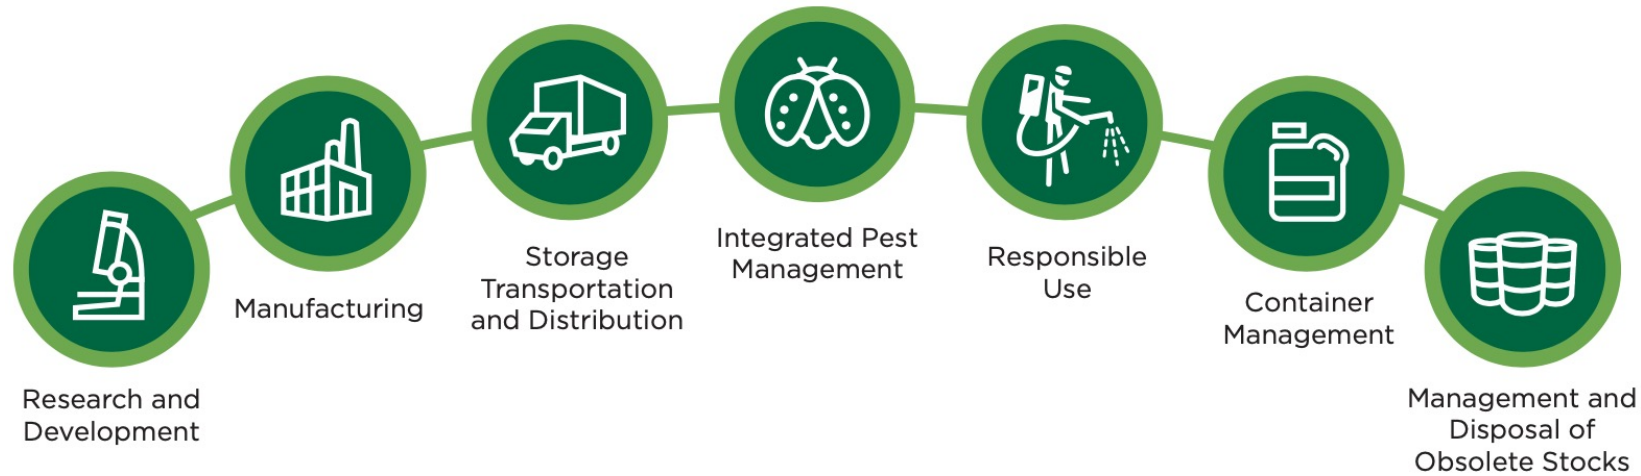 Research and
Development
Manufacturing
Storage
Transportation
and Distribution
Integrated Pest
Management
Responsible
Use
Container
Management
Management and
Disposal of
Obsolete Stocks